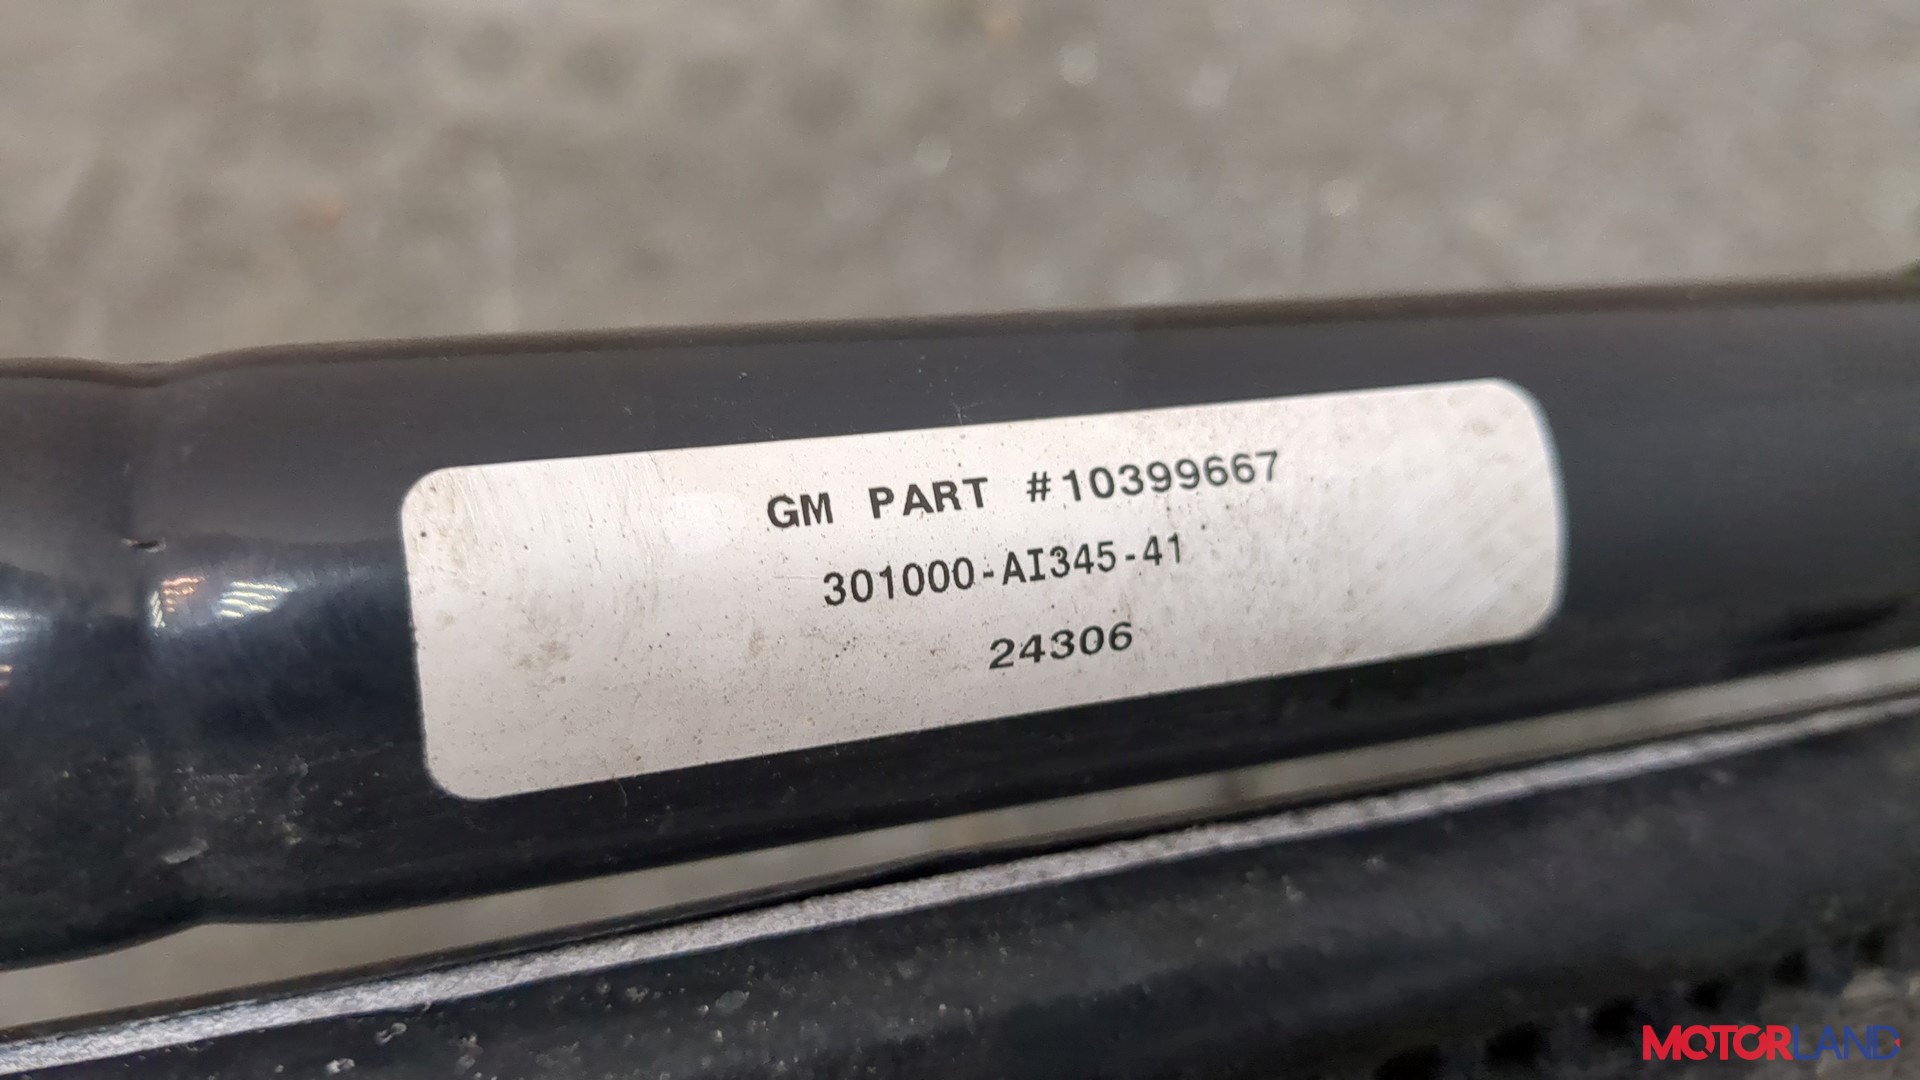 GM PART #10399667
301000-AI345-41
24306
MOTORLAND